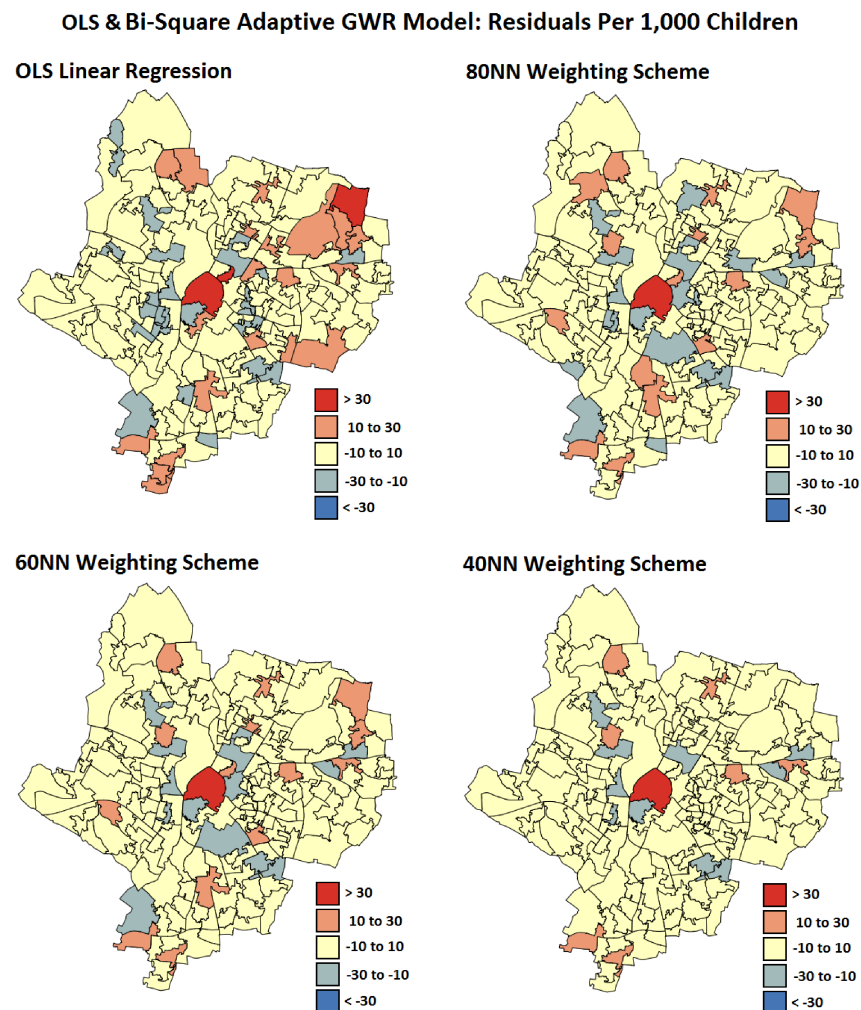 OLS & Bi-Square Adaptive GWR Model: Residuals Per 1,000 Children
OLS Linear Regression
> 30
10 to 30
-10 to 10
-30 to -10
< -30
80NN Weighting Scheme
> 30
10 to 30
-10 to 10
-30 to -10
< -30
60NN Weighting Scheme
> 30
10 to 30
-10 to 10
-30 to -10
< -30
40NN Weighting Scheme
> 30
10 to 30
-10 to 10
-30 to -10
< -30